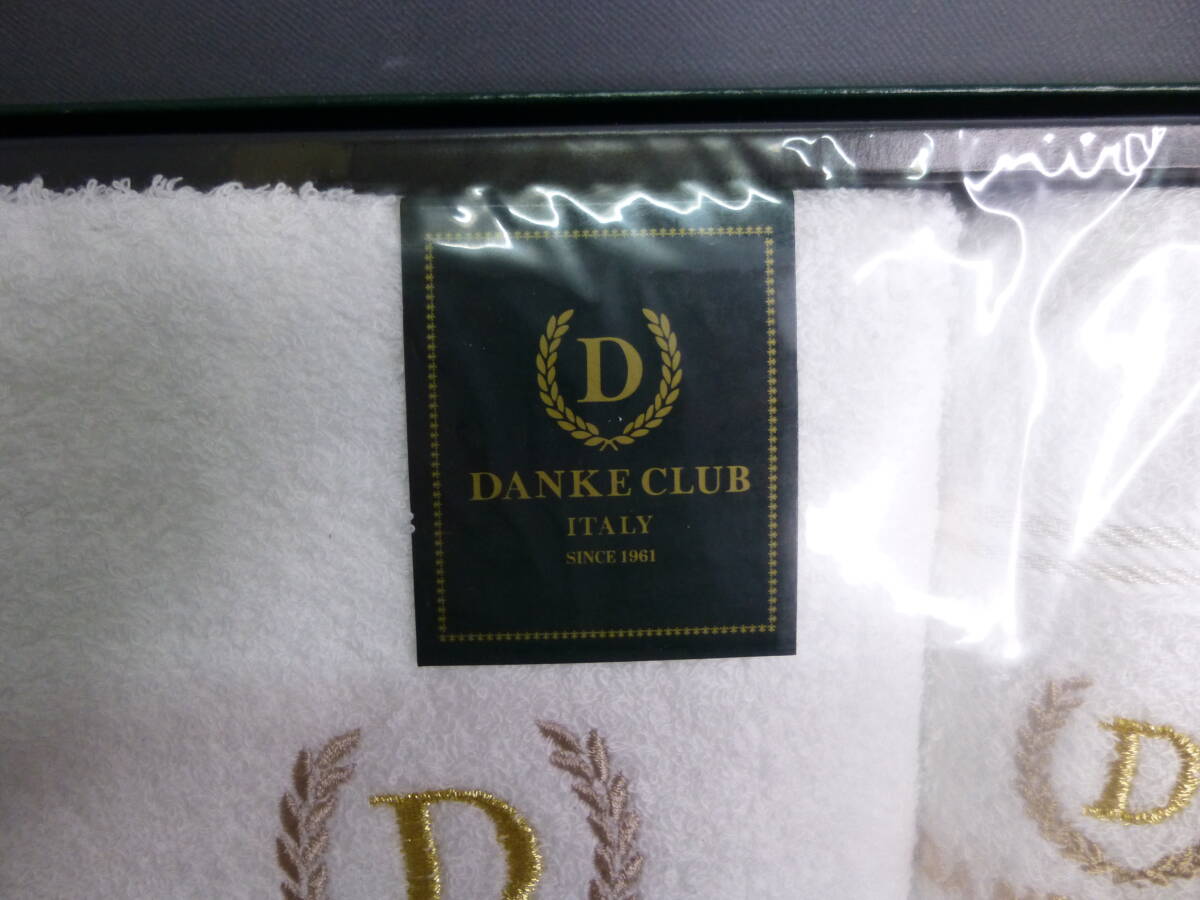 D
DANKE CLUB
ITALY
SINCE 1961
D
D